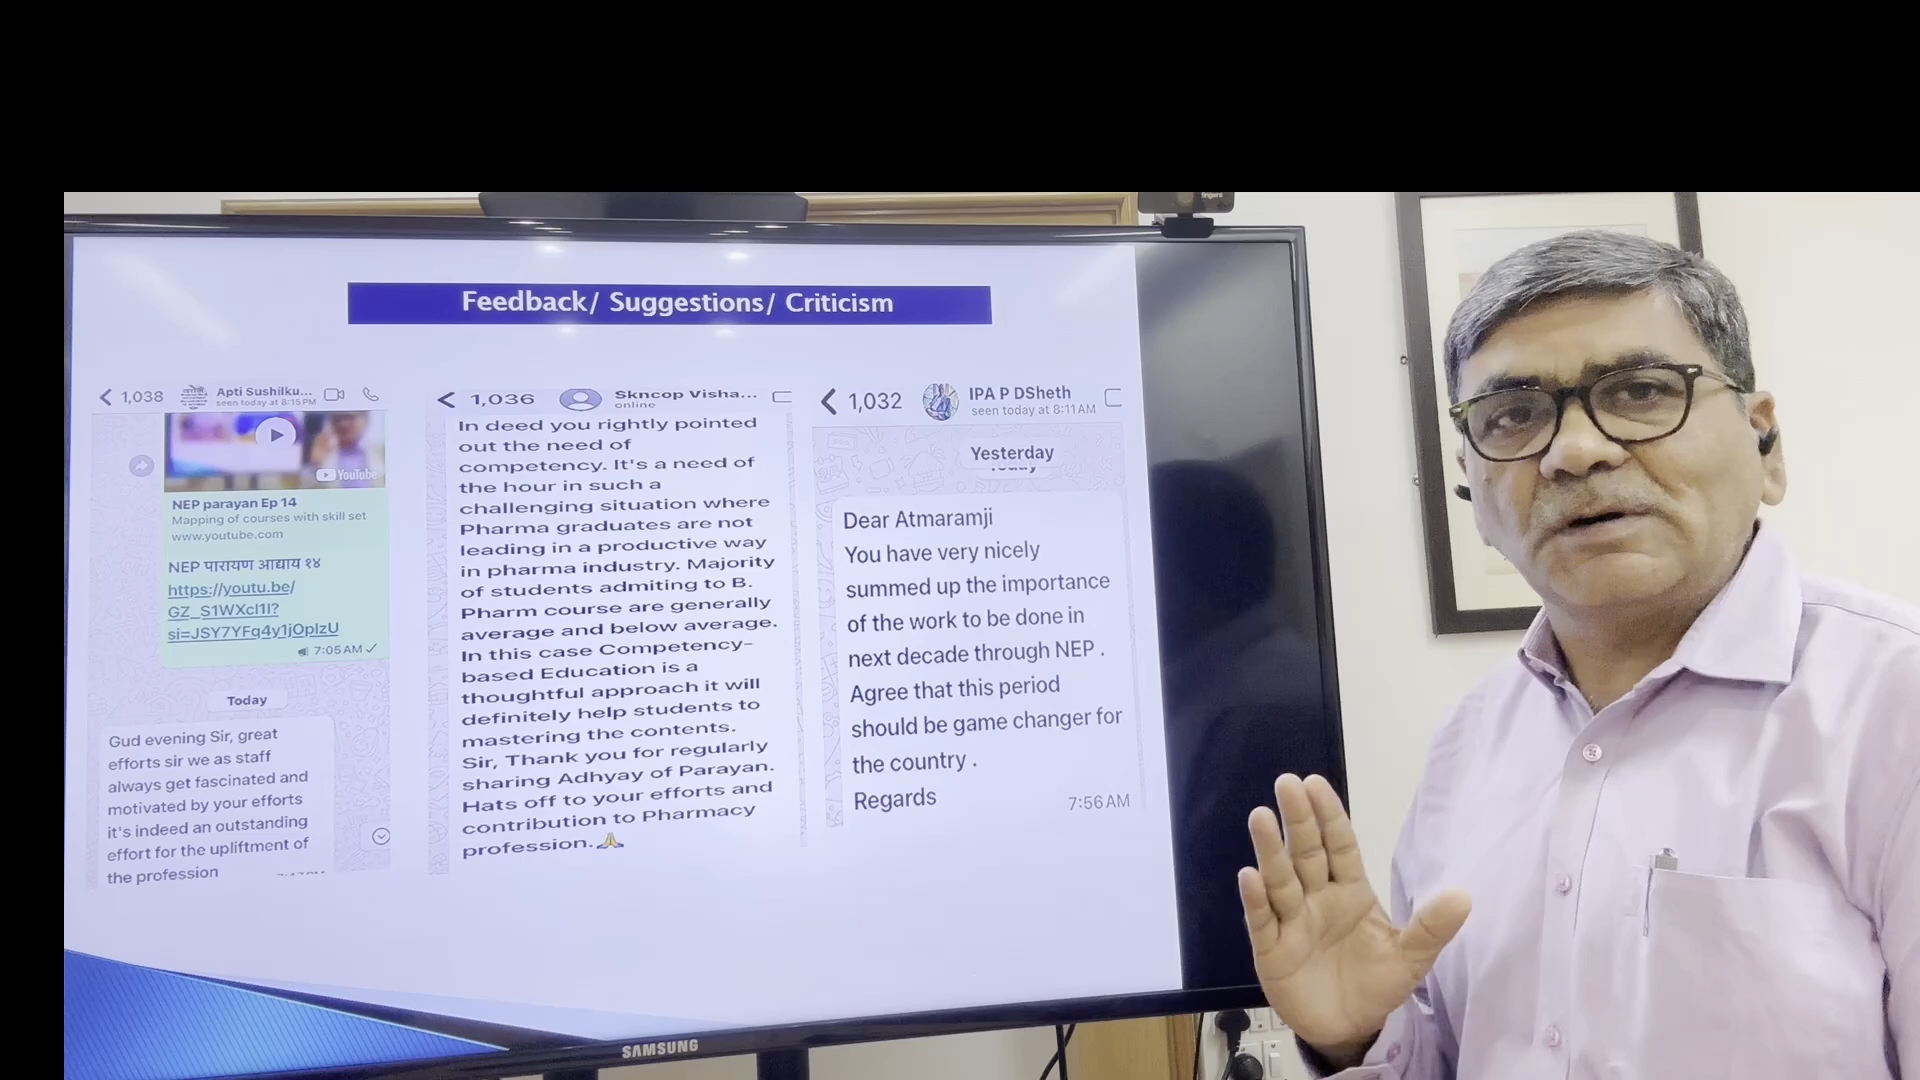 fingers
Feedback/ Suggestions/ Criticism
1,038
Apti Sushilku...
seen today at 8:15PM
YouTube
NEP parayan Ep 14
Mapping of courses with skill set
www.youtube.com
NEP पारायण आद्याय १४
https://youtu.be/
GZ_S1WXcl1I?
si=JSY7YFq4y1jOpIzU
7:05AM
Today
Gud evening Sir, great
efforts sir we as staff
always get fascinated and
motivated by your efforts
it's indeed an outstanding
effort for the upliftment of
the profession
1,036
Skncop Visha...
online
In deed you rightly pointed
out the need of
competency. It's a need of
the hour in such a
challenging situation where
Pharma graduates are not
leading in a productive way
in pharma industry. Majority
of students admiting to B.
Pharm course are generally
average and below average.
In this case Competency-
based Education is a
thoughtful approach it will
definitely help students to
mastering the contents.
Sir, Thank you for regularly
sharing Adhyay of Parayan.
Hats off to your efforts and
contribution to Pharmacy
profession.🙏
1,032
IPA P DSheth
seen today at 8:11AM
Yesterday
Dear Atmaramji
You have very nicely
summed up the importance
of the work to be done in
next decade through NEP .
Agree that this period
should be game changer for
the country .
Regards
7:56AM
SAMSUNG